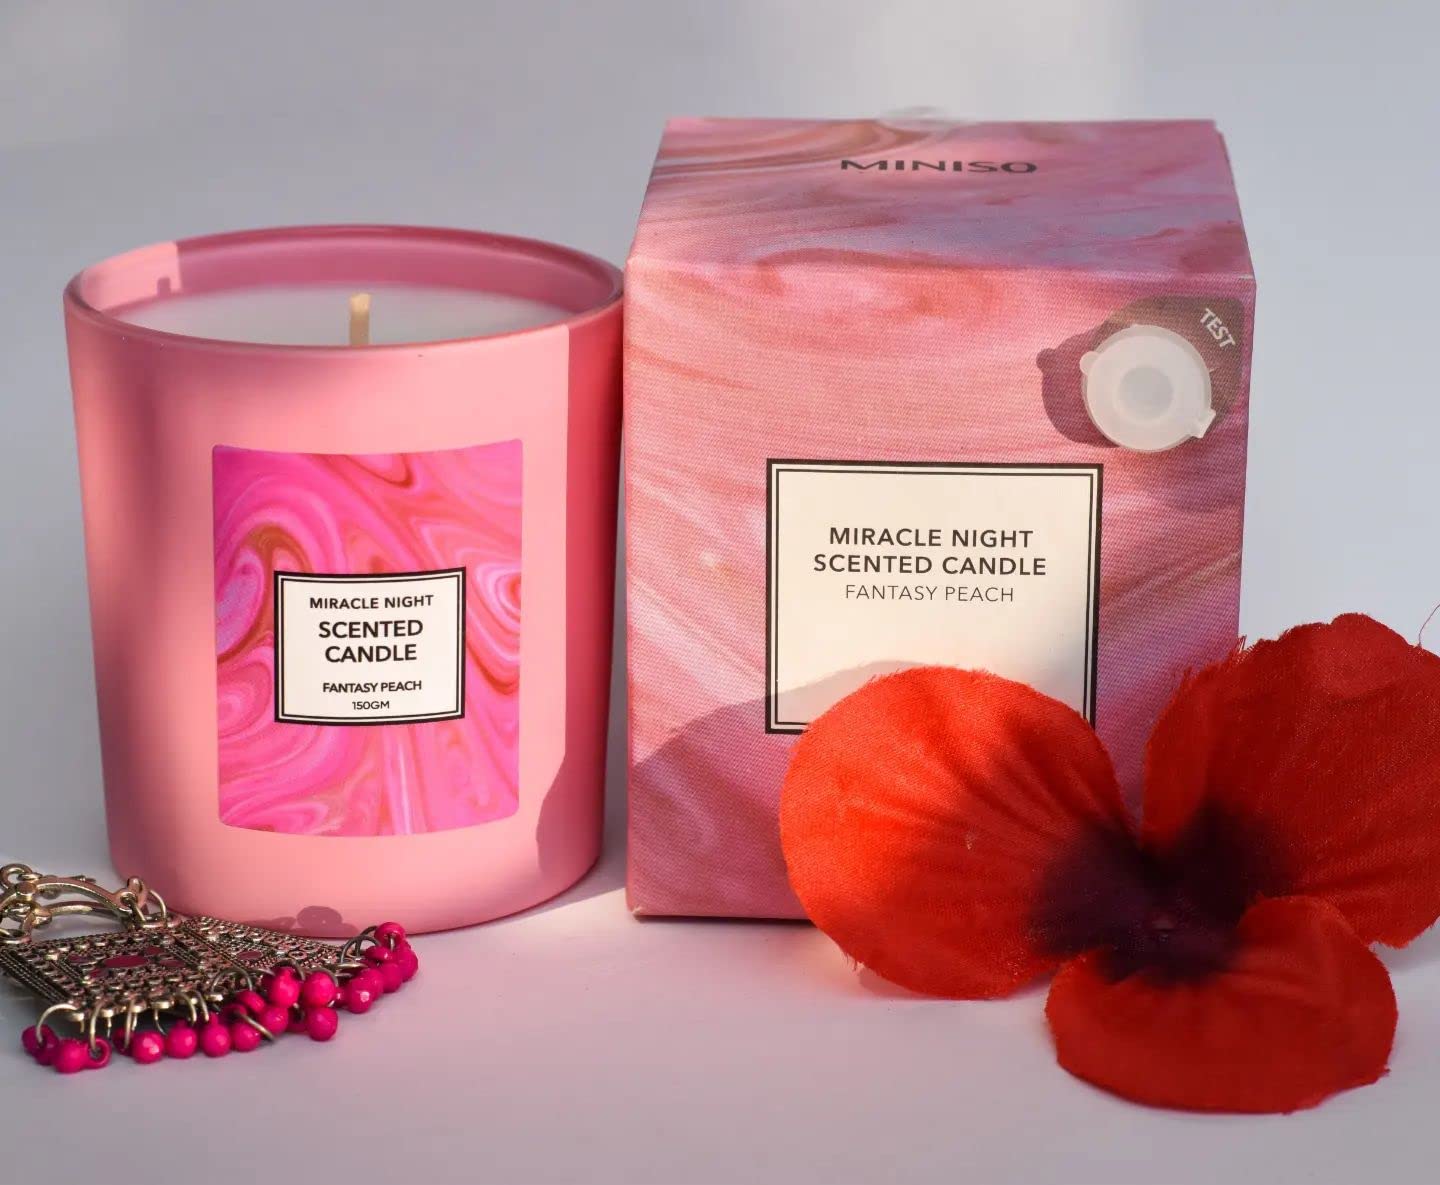 MIRACLE NIGHT
SCENTED
CANDLE
FANTASY PEACH
150GM
MINISO
TEST
MIRACLE NIGHT
SCENTED CANDLE
FANTASY PEACH